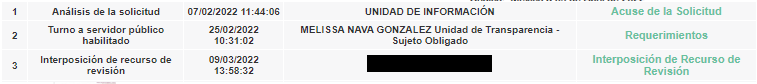 1 Análisis de la solicitud 07/02/2022 11:44:06 UNIDAD DE INFORMACIÓN Acuse de la Solicitud
2 Turno a servidor público habilitado 25/02/2022 10:31:02 MELISSA NAVA GONZALEZ Unidad de Transparencia - Sujeto Obligado Requerimientos
3 Interposición de recurso de revisión 09/03/2022 13:58:32 Interposición de Recurso de Revisión